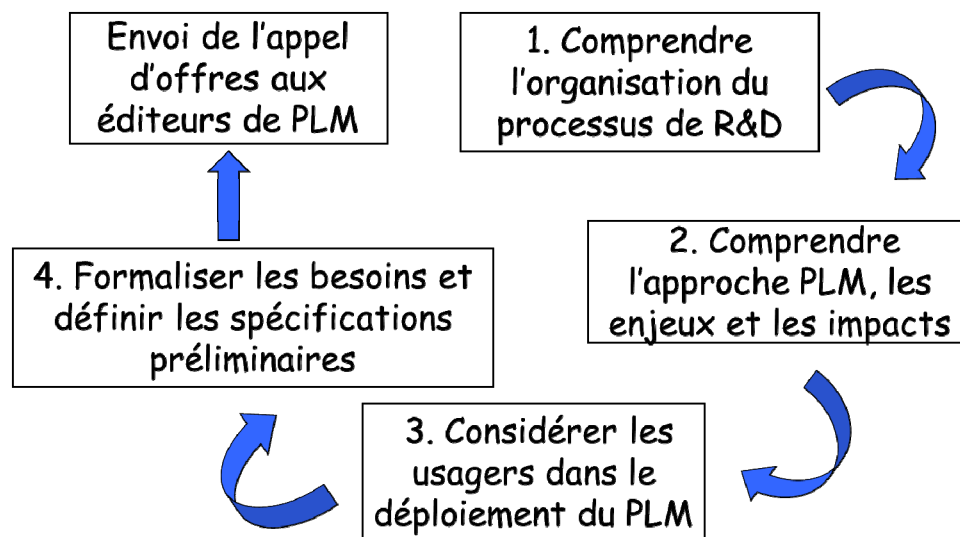 1. Comprendre
l'organisation du
processus de R&D
2. Comprendre
l'approche PLM, les
enjeux et les impacts
3. Considérer les
usagers dans le
déploiement du PLM
4. Formaliser les besoins et
définir les spécifications
préliminaires
Envoi de l'appel
d'offres aux
éditeurs de PLM